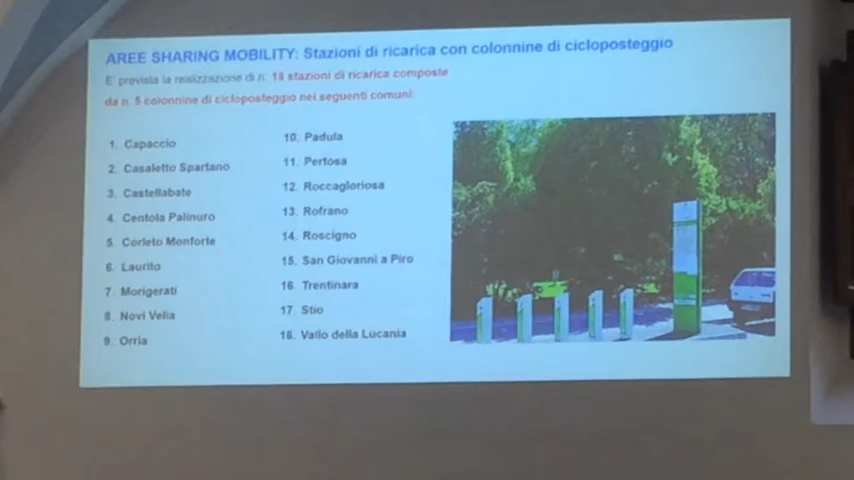 AREE SHARING MOBILITY: Stazioni di ricarica con colonnine di cicloposteggio
E' prevista la realizzazione di n. 18 stazioni di ricarica composte
da n. 5 colonnine di cicloposteggio nei seguenti comuni:
1. Capaccio
2. Casaletto Spartano
3. Castellabate
4. Centola Palinuro
5. Corleto Monforte
6. Laurito
7. Morigerati
8. Novi Velia
9. Orria
10. Padula
11. Pertosa
12. Roccagloriosa
13. Rofrano
14. Roscigno
15. San Giovanni a Piro
16. Trentinara
17. Stio
18. Vallo della Lucania